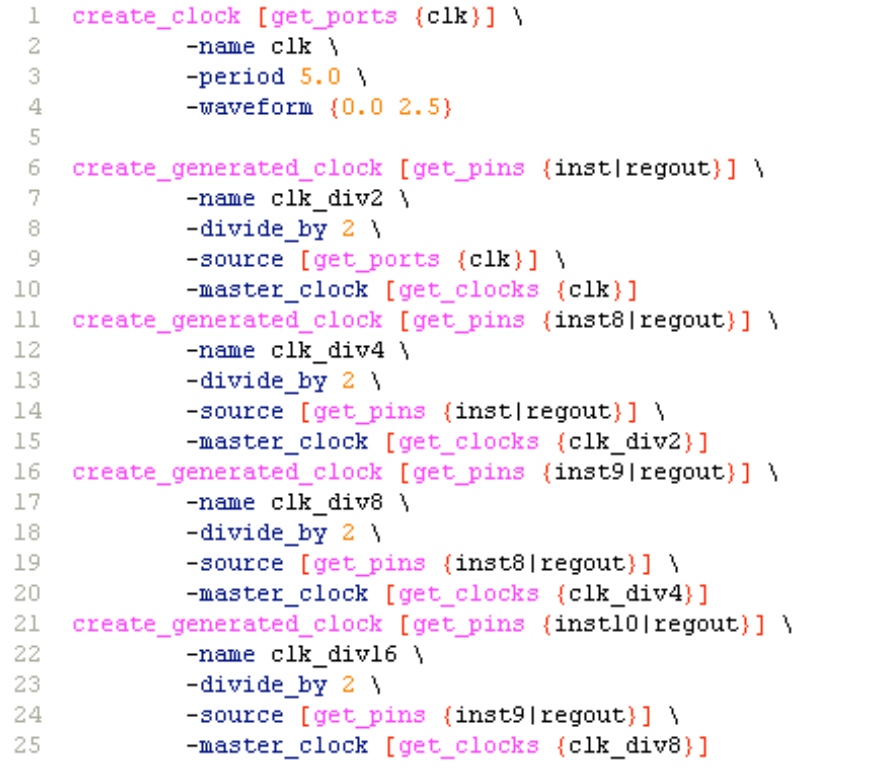 1 create_clock [get_ports {clk}] \
2 -name clk \
3 -period 5.0 \
4 -waveform {0.0 2.5}
5
6 create_generated_clock [get_pins {inst|regout}] \
7 -name clk_div2 \
8 -divide_by 2 \
9 -source [get_ports {clk}] \
10 -master_clock [get_clocks {clk}]
11 create_generated_clock [get_pins {inst8|regout}] \
12 -name clk_div4 \
13 -divide_by 2 \
14 -source [get_pins {inst|regout}] \
15 -master_clock [get_clocks {clk_div2}]
16 create_generated_clock [get_pins {inst9|regout}] \
17 -name clk_div8 \
18 -divide_by 2 \
19 -source [get_pins {inst8|regout}] \
20 -master_clock [get_clocks {clk_div4}]
21 create_generated_clock [get_pins {inst10|regout}] \
22 -name clk_div16 \
23 -divide_by 2 \
24 -source [get_pins {inst9|regout}] \
25 -master_clock [get_clocks {clk_div8}]